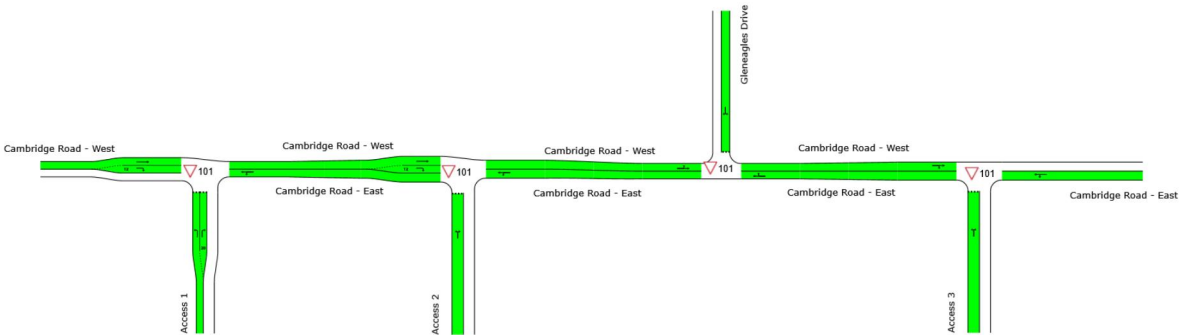 Gleneagles Drive
Cambridge Road - West
Cambridge Road - West
Cambridge Road - West
Cambridge Road - West
101
101
101
101
Cambridge Road - East
Cambridge Road - East
Cambridge Road - East
Cambridge Road - East
Access 1
Access 2
Access 3